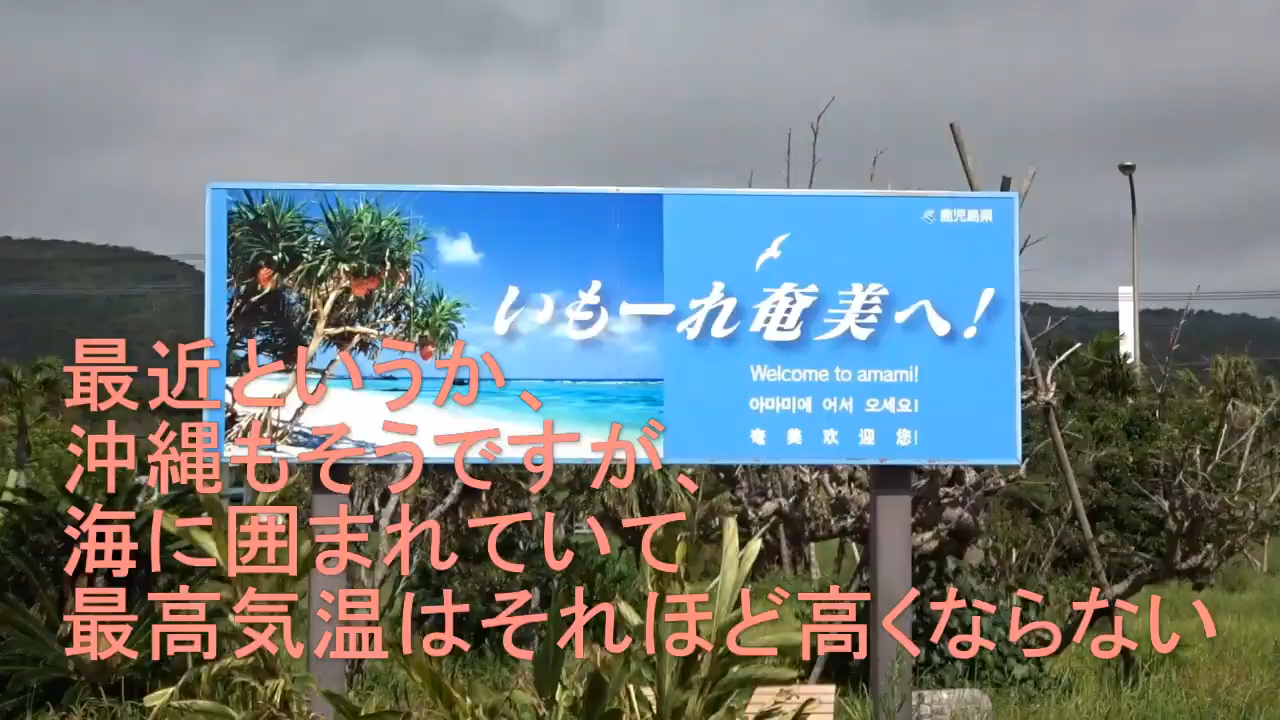 鹿児島県
いもーれ奄美へ!
Welcome to amami!
아마미에 어서 오세요!
奄美欢迎您!
最近というか、
沖縄もそうですが、
海に囲まれていて
最高気温はそれほど高くならない